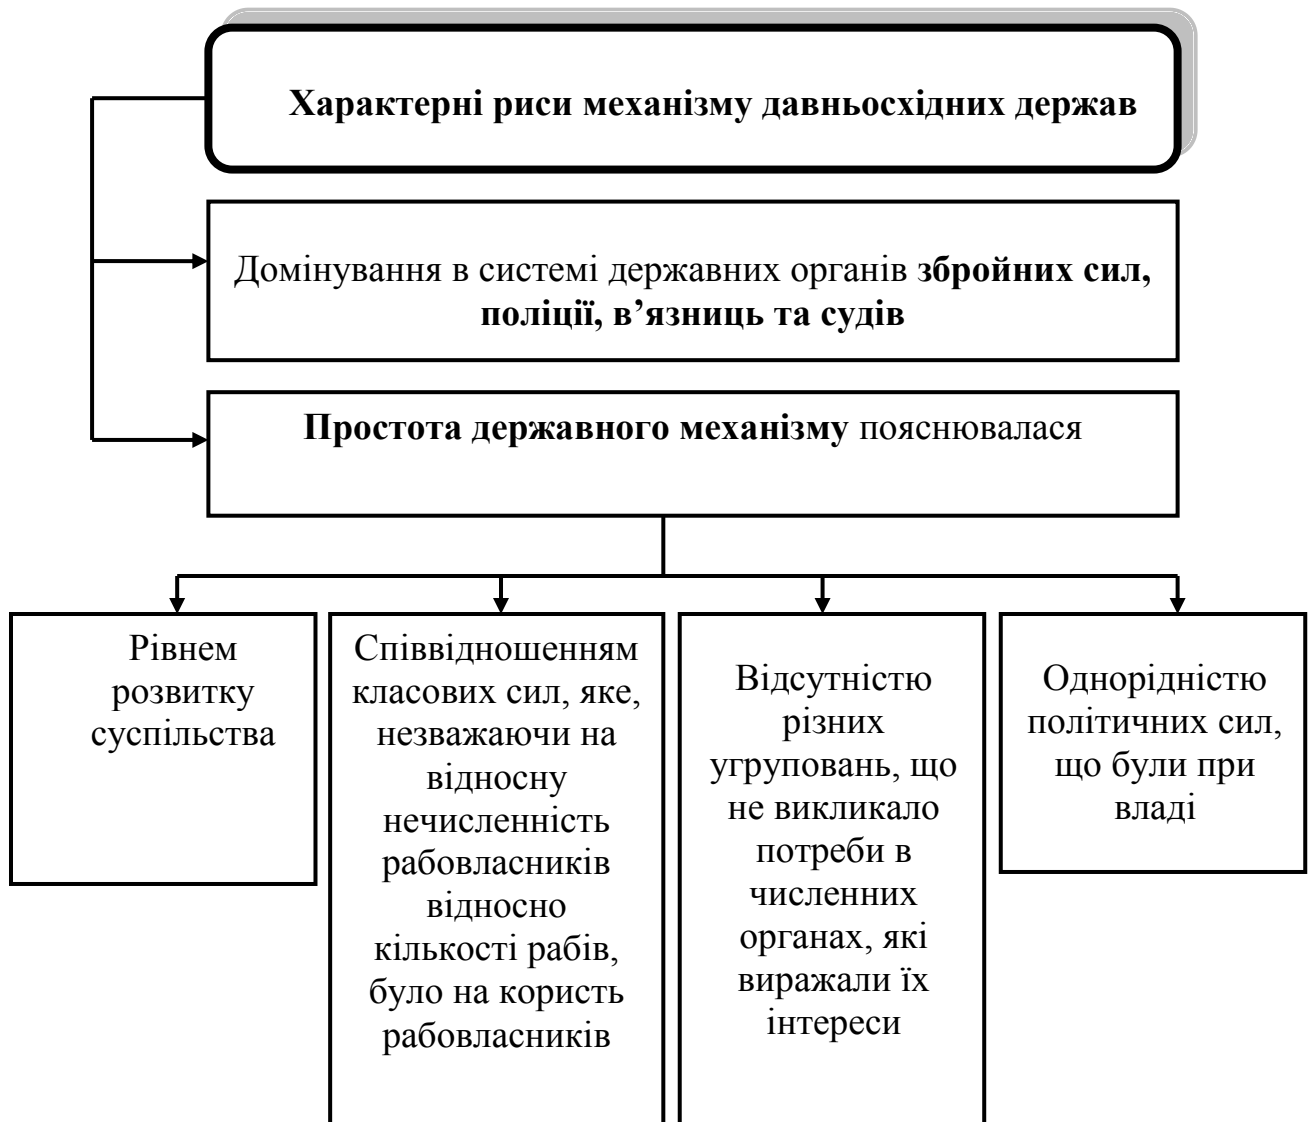 Характерні риси механізму давньосхідних держав
Домінування в системі державних органів збройних сил,
поліції, в’язниць та судів
Простота державного механізму пояснювалася
Рівнем
розвитку
суспільства
Співвідношенням
класових сил, яке,
незважаючи на
відносну
нечисленність
рабовласників
відносно
кількості рабів,
було на користь
рабовласників
Відсутністю
різних
угруповань, що
не викликало
потреби в
численних
органах, які
виражали їх
інтереси
Однорідністю
політичних сил,
що були при
владі